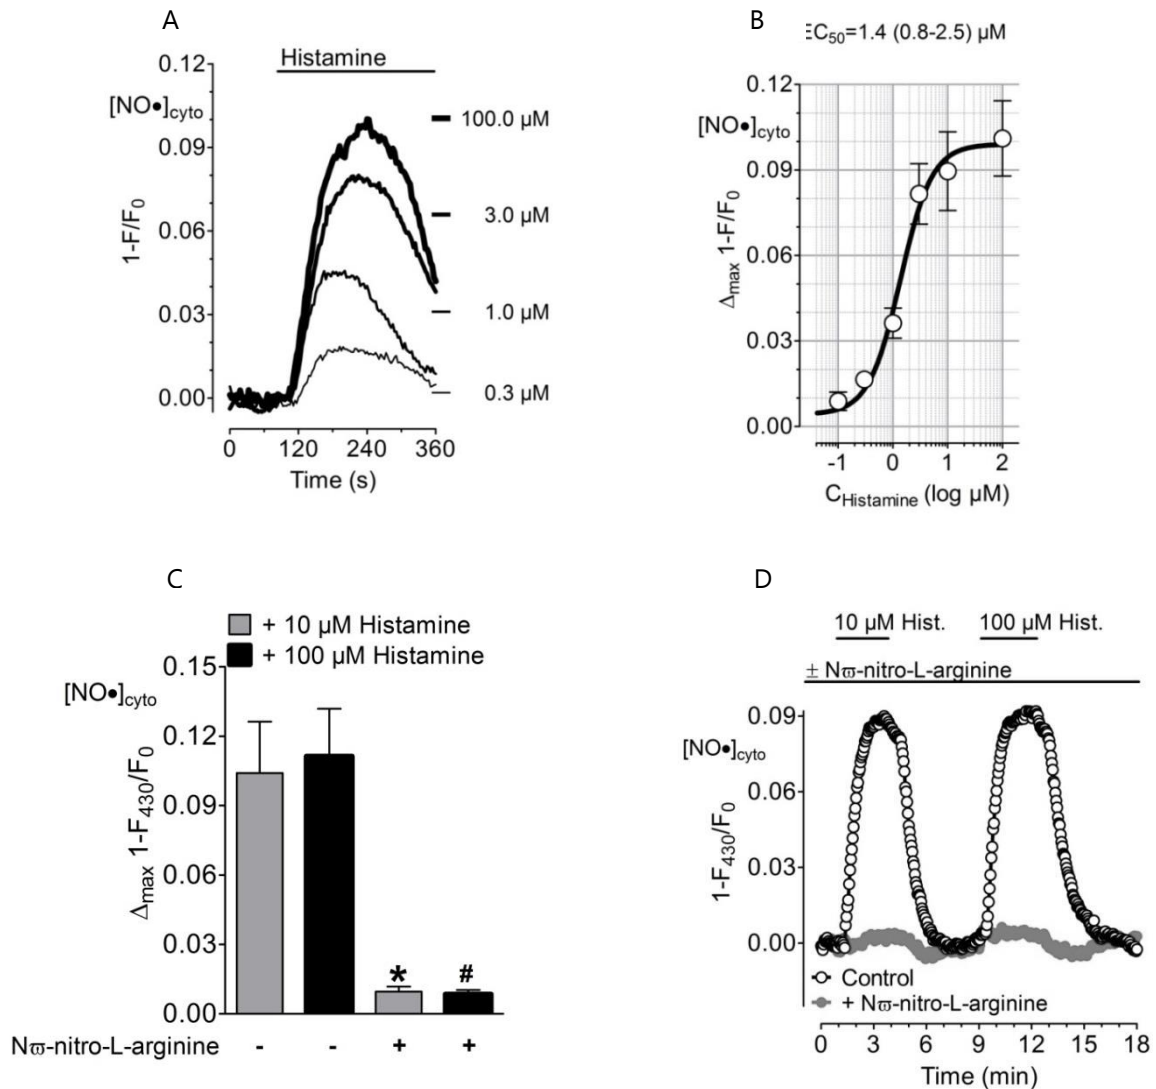 A
Histamine
[NO•]cyto
1-F/F0
0.12
0.09
0.06
0.03
0.00
100.0 µM
3.0 µM
1.0 µM
0.3 µM
0 120 240 360
Time (s)
B
EC50=1.4 (0.8-2.5) µM
[NO•]cyto
Δmax 1-F/F0
0.12
0.09
0.06
0.03
0.00
-1 0 1 2
CHistamine (log µM)
C
+ 10 µM Histamine
+ 100 µM Histamine
[NO•]cyto
Δmax 1-F430/F0
0.15
0.12
0.09
0.06
0.03
0.00
* #
Nϖ-nitro-L-arginine - - + +
D
10 µM Hist. 100 µM Hist.
± Nϖ-nitro-L-arginine
[NO•]cyto
1-F430/F0
0.09
0.06
0.03
0.00
Control
+ Nϖ-nitro-L-arginine
0 3 6 9 12 15 18
Time (min)